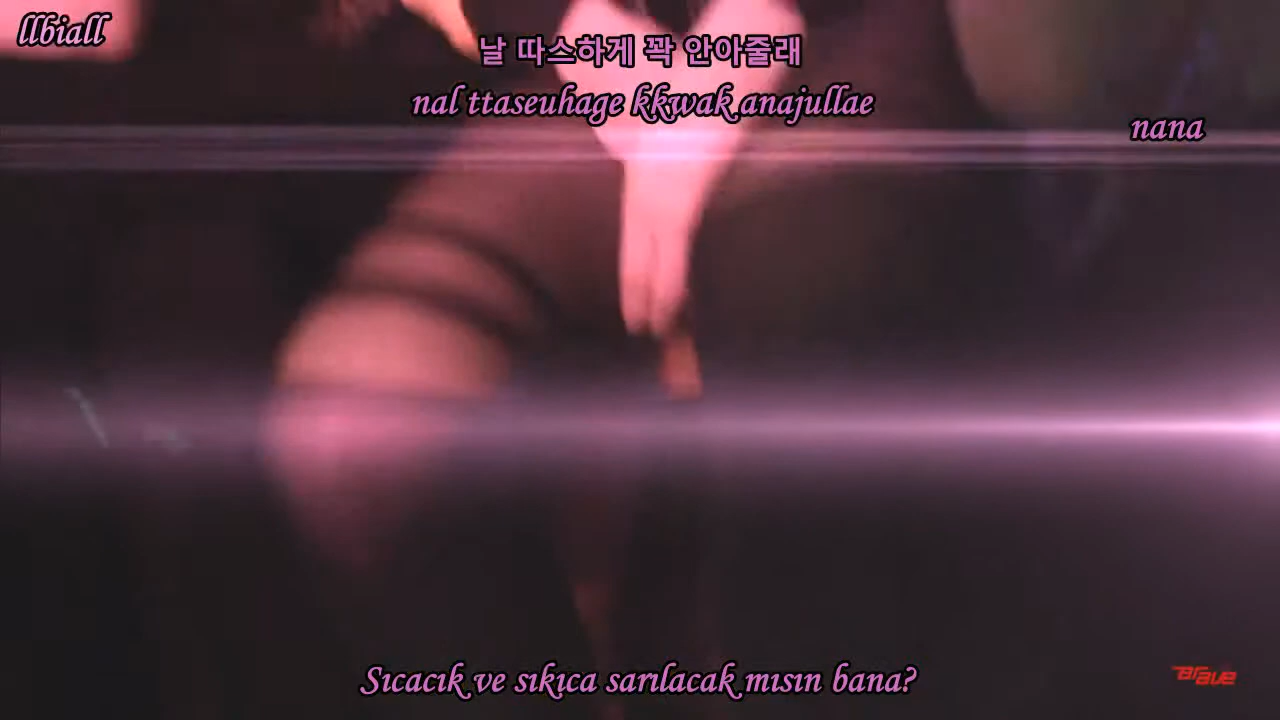 llbiall
날 따스하게 꽉 안아줄래
nal ttaseuhage kkwak anajullae
nana
Sıcacık ve sıkıca sarılacak mısın bana?
Brave